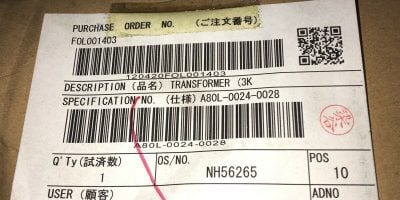 PURCHASE ORDER NO. (ご注文番号)
FOL001403
120420FOL001403
DESCRIPTION (品名) TRANSFORMER (3K
SPECIFICATION NO. (仕様) A80L-0024-0028
A80L-0024-0028
Q'Ty(試済数) OS/NO. POS
1 NH56265 10
USER (顧客) ADNO